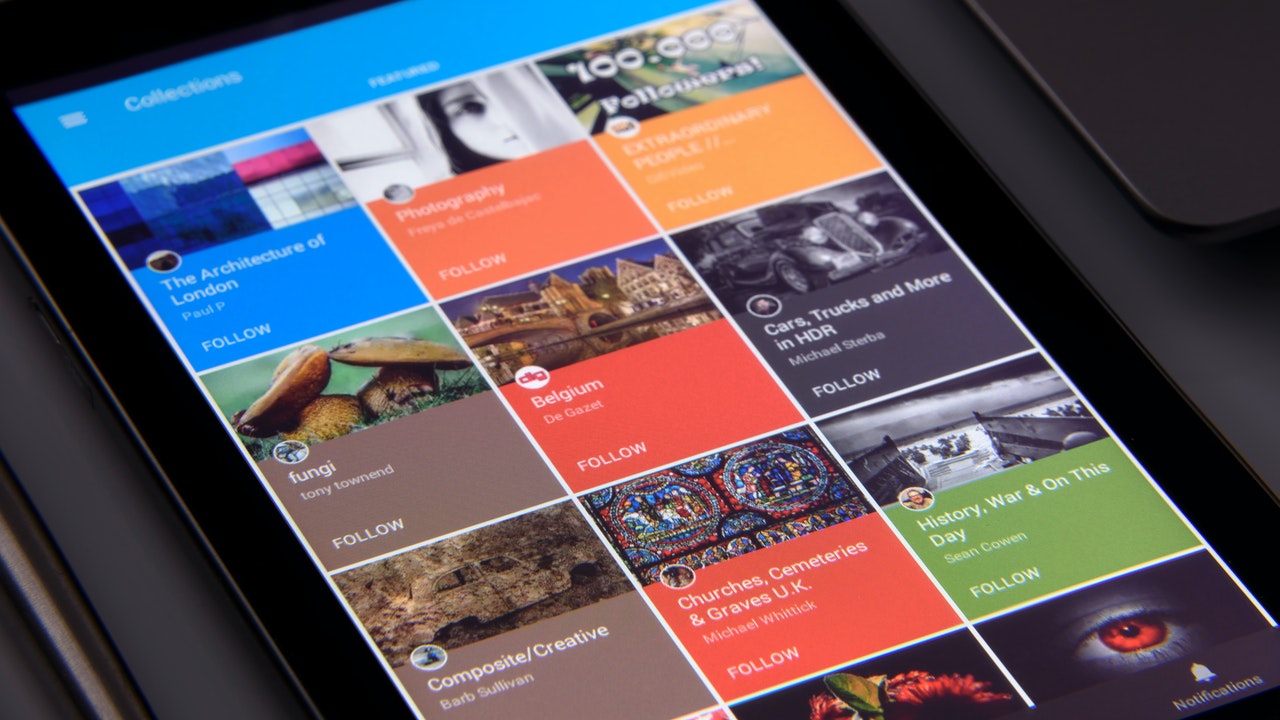 Collections
FEATURED
The Architecture of
London
Paul P
FOLLOW
Photography
Freya de Castelbajac
FOLLOW
100.000
Followers!
EXTRAORDINARY
PEOPLE //...
FOLLOW
fungi
tony townend
FOLLOW
Belgium
De Gazet
FOLLOW
Cars, Trucks and More
in HDR
Michael Sterba
FOLLOW
Composite/Creative
Barb Sullivan
Churches, Cemeteries
& Graves U.K.
Michael Whittick
FOLLOW
History, War & On This
Day
Sean Cowen
FOLLOW
Notifications